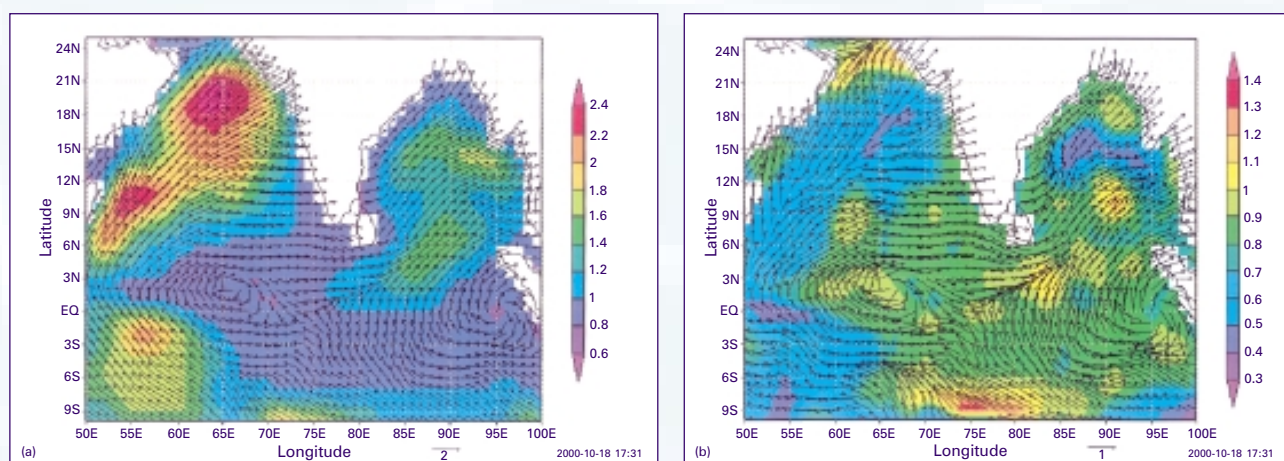 24N
21N
18N
15N
12N
9N
6N
3N
EQ
3S
6S
9S
Latitude
50E 55E 60E 65E 70E 75E 80E 85E 90E 95E 100E
(a) Longitude 2 2000-10-18 17:31
2.4
2.2
2
1.8
1.6
1.4
1.2
1
0.8
0.6
24N
21N
18N
15N
12N
9N
6N
3N
EQ
3S
6S
9S
Latitude
50E 55E 60E 65E 70E 75E 80E 85E 90E 95E 100E
(b) Longitude 1 2000-10-18 17:31
1.4
1.3
1.1
1
0.9
0.8
0.7
0.6
0.5
0.4
0.3